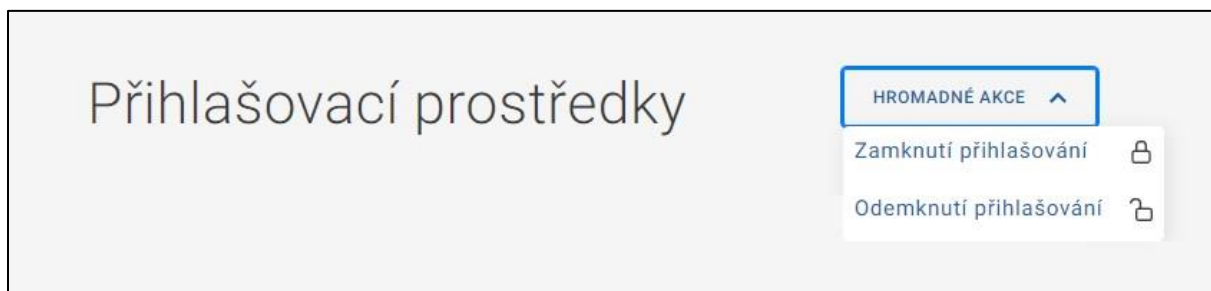 Přihlašovací prostředky
HROMADNÉ AKCE
Zamknutí přihlašování
Odemknutí přihlašování